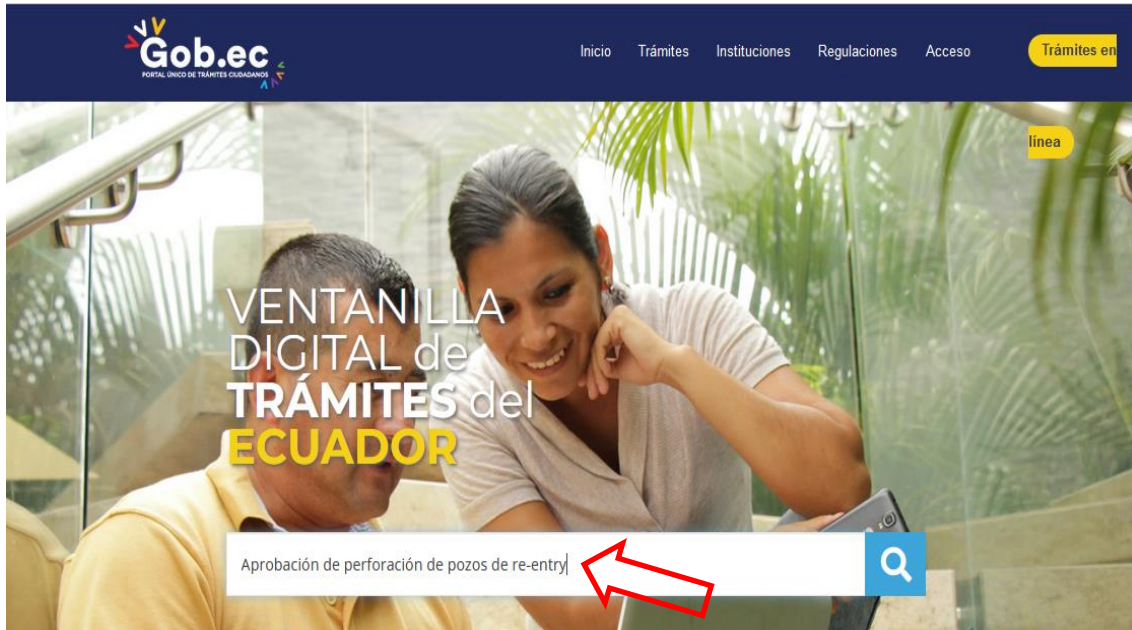 Gob.ec
PORTAL ÚNICO DE TRÁMITES CIUDADANOS
Inicio Trámites Instituciones Regulaciones Acceso Trámites en
línea
VENTANILLA
DIGITAL de
TRÁMITES del
ECUADOR
Aprobación de perforación de pozos de re-entry